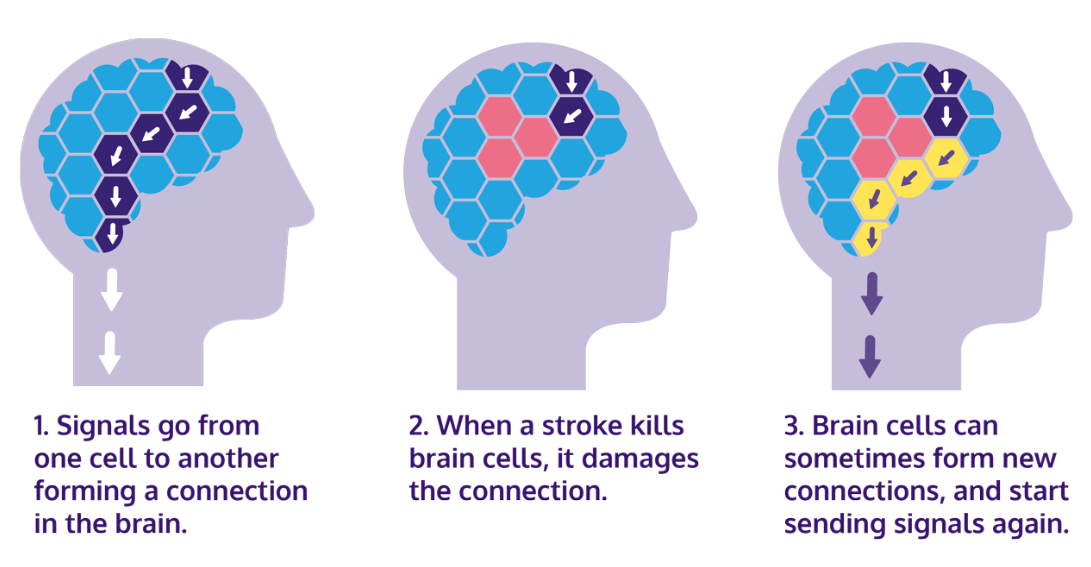 1. Signals go from
one cell to another
forming a connection
in the brain.
2. When a stroke kills
brain cells, it damages
the connection.
3. Brain cells can
sometimes form new
connections, and start
sending signals again.